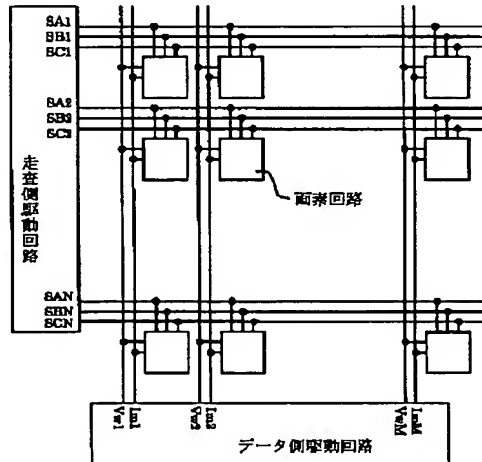 SA1
SB1
SC1
SA2
SB2
SC2
走査側駆動回路
画素回路
SAN
SBN
SCN
Vw1
Im1
Vw2
Im2
VwM
ImM
データ側駆動回路